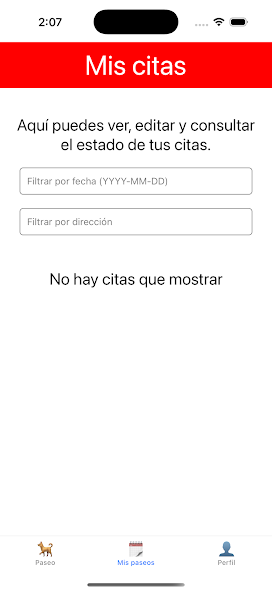 2:07
Mis citas
Aquí puedes ver, editar y consultar
el estado de tus citas.
Filtrar por fecha (YYYY-MM-DD)
Filtrar por dirección
No hay citas que mostrar
Paseo
Mis paseos
Perfil